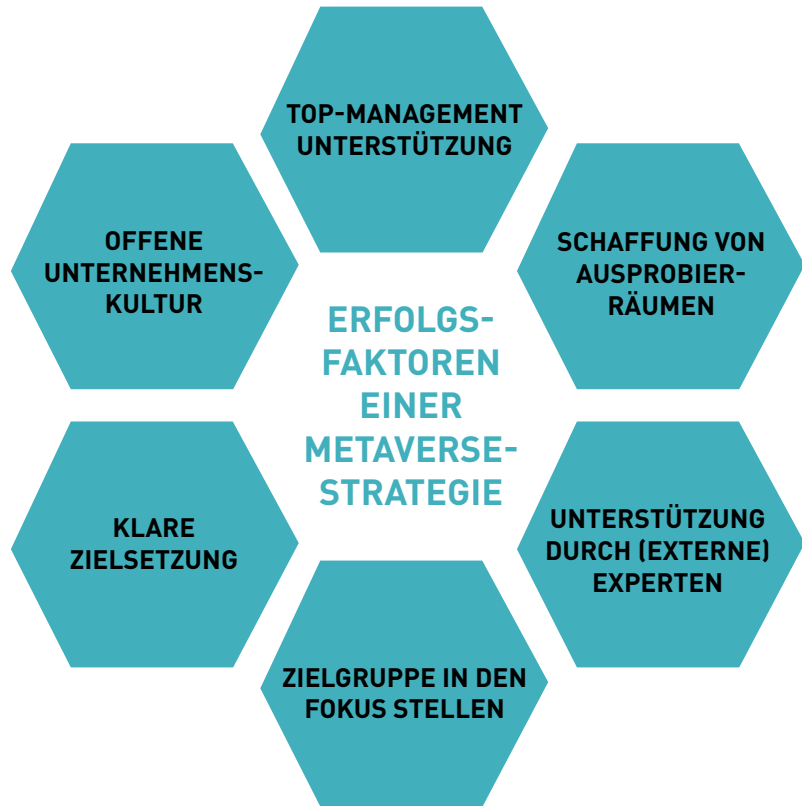 TOP-MANAGEMENT
UNTERSTÜTZUNG
OFFENE
UNTERNEHMENS-
KULTUR
SCHAFFUNG VON
AUSPROBIER-
RÄUMEN
ERFOLGS-
FAKTOREN
EINER
METAVERSE-
STRATEGIE
KLARE
ZIELSETZUNG
UNTERSTÜTZUNG
DURCH (EXTERNE)
EXPERTEN
ZIELGRUPPE IN DEN
FOKUS STELLEN